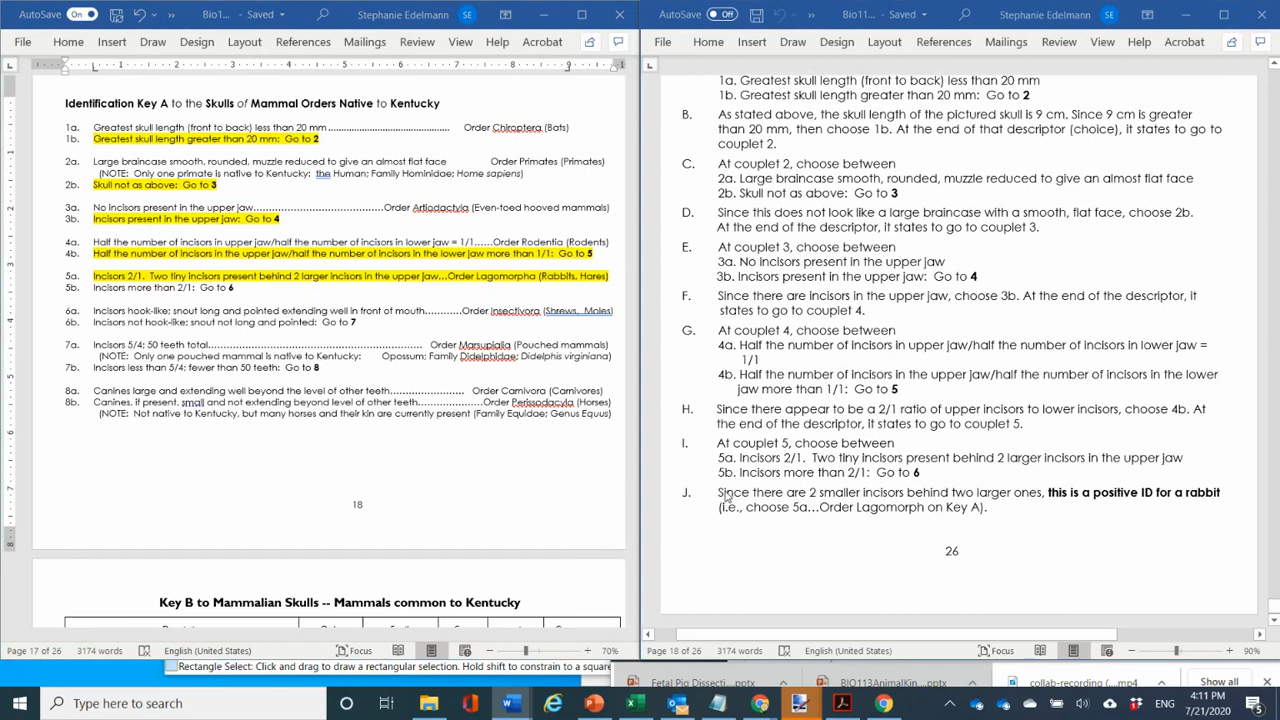 AutoSave On Bio1... - Saved Stephanie Edelmann SE
File Home Insert Draw Design Layout References Mailings Review View Help Acrobat
Identification Key A to the Skulls of Mammal Orders Native to Kentucky
1a. Greatest skull length (front to back) less than 20 mm ................................................ Order Chiroptera (Bats)
1b. Greatest skull length greater than 20 mm: Go to 2
2a. Large braincase smooth, rounded, muzzle reduced to give an almost flat face Order Primates (Primates)
(NOTE: Only one primate is native to Kentucky: the Human; Family Hominidae; Homo sapiens)
2b. Skull not as above: Go to 3
3a. No incisors present in the upper jaw.......................................... Order Artiodactyla (Even-toed hooved mammals)
3b. Incisors present in the upper jaw: Go to 4
4a. Half the number of incisors in upper jaw/half the number of incisors in lower jaw = 1/1......Order Rodentia (Rodents)
4b. Half the number of incisors in the upper jaw/half the number of incisors in the lower jaw more than 1/1: Go to 5
5a. Incisors 2/1. Two tiny incisors present behind 2 larger incisors in the upper jaw...Order Lagomorpha (Rabbits, Hares)
5b. Incisors more than 2/1: Go to 6
6a. Incisors hook-like; snout long and pointed extending well in front of mouth............Order Insectivora (Shrews, Moles)
6b. Incisors not hook-like; snout not long and pointed: Go to 7
7a. Incisors 5/4; 50 teeth total.......................................................... Order Marsupialia (Pouched mammals)
(NOTE: Only one pouched mammal is native to Kentucky: Opossum; Family Didelphidae; Didelphis virginiana)
7b. Incisors less than 5/4; fewer than 50 teeth: Go to 8
8a. Canines large and extending well beyond the level of other teeth..................... Order Carnivora (Carnivores)
8b. Canines, if present, small and not extending beyond level of other teeth..................Order Perissodacyla (Horses)
(NOTE: Not native to Kentucky, but many horses and their kin are currently present (Family Equidae; Genus Equus)
18
Key B to Mammalian Skulls -- Mammals common to Kentucky
Page 17 of 26 3174 words English (United States) Focus 70%
Rectangle Select: Click and drag to draw a rectangular selection. Hold shift to constrain to a square
AutoSave Off Bio11... - Saved Stephanie Edelmann SE
File Home Insert Draw Design Layout References Mailings Review View Help Acrobat
1a. Greatest skull length (front to back) less than 20 mm
1b. Greatest skull length greater than 20 mm: Go to 2
B. As stated above, the skull length of the pictured skull is 9 cm. Since 9 cm is greater
than 20 mm, then choose 1b. At the end of that descriptor (choice), it states to go to
couplet 2.
C. At couplet 2, choose between
2a. Large braincase smooth, rounded, muzzle reduced to give an almost flat face
2b. Skull not as above: Go to 3
D. Since this does not look like a large braincase with a smooth, flat face, choose 2b.
At the end of the descriptor, it states to go to couplet 3.
E. At couplet 3, choose between
3a. No incisors present in the upper jaw
3b. Incisors present in the upper jaw: Go to 4
F. Since there are incisors in the upper jaw, choose 3b. At the end of the descriptor, it
states to go to couplet 4.
G. At couplet 4, choose between
4a. Half the number of incisors in upper jaw/half the number of incisors in lower jaw =
1/1
4b. Half the number of incisors in the upper jaw/half the number of incisors in the lower
jaw more than 1/1: Go to 5
H. Since there appear to be a 2/1 ratio of upper incisors to lower incisors, choose 4b. At
the end of the descriptor, it states to go to couplet 5.
I. At couplet 5, choose between
5a. Incisors 2/1. Two tiny incisors present behind 2 larger incisors in the upper jaw
5b. Incisors more than 2/1: Go to 6
J. Since there are 2 smaller incisors behind two larger ones, this is a positive ID for a rabbit
(i.e., choose 5a...Order Lagomorph on Key A).
26
Page 18 of 26 3174 words English (United States) Focus 90%
Fetal Pig Dissecti....pptx BIO113AnimalKin....pptx collab-recording (....mp4 Show all
Type here to search
4:11 PM
7/21/2020